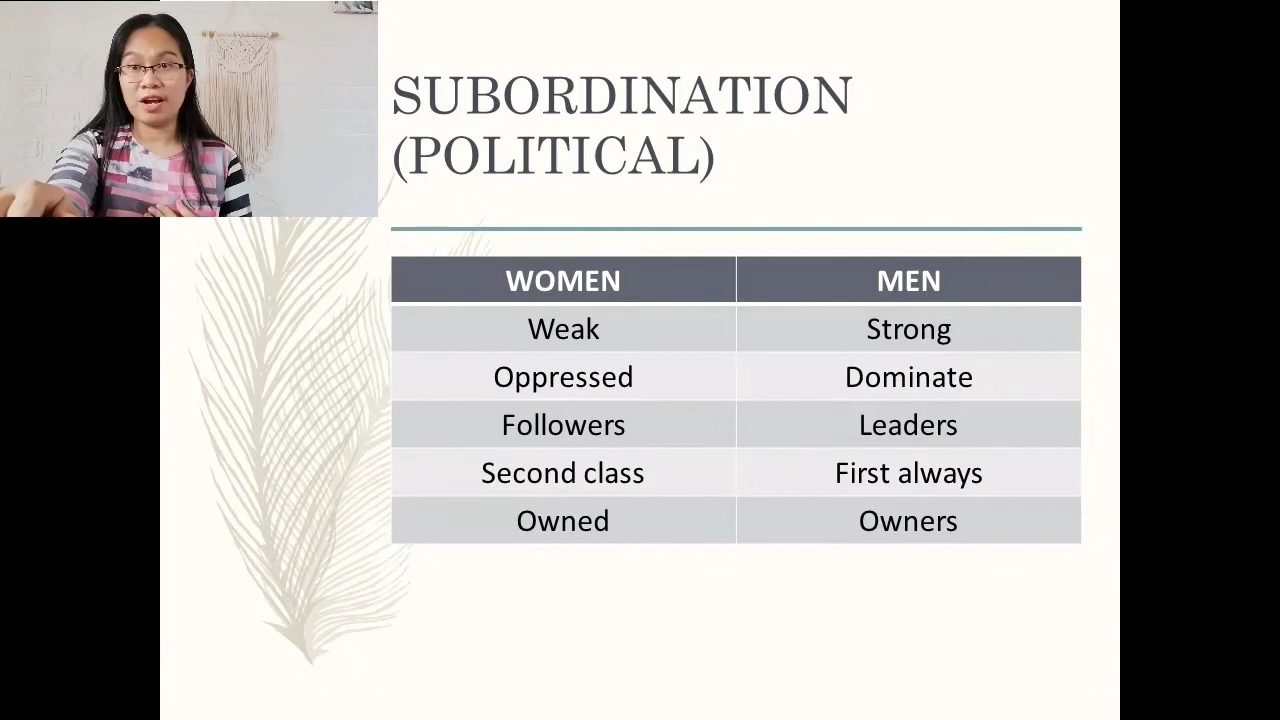 SUBORDINATION
(POLITICAL)
WOMEN MEN
Weak Strong
Oppressed Dominate
Followers Leaders
Second class First always
Owned Owners